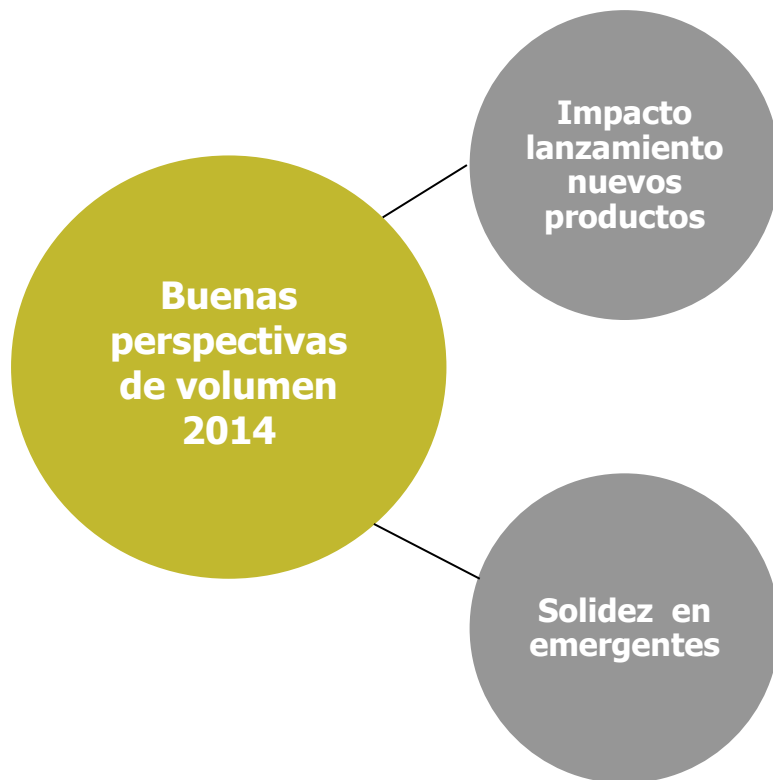 Impacto
lanzamiento
nuevos
productos
Buenas
perspectivas
de volumen
2014
Solidez en
emergentes